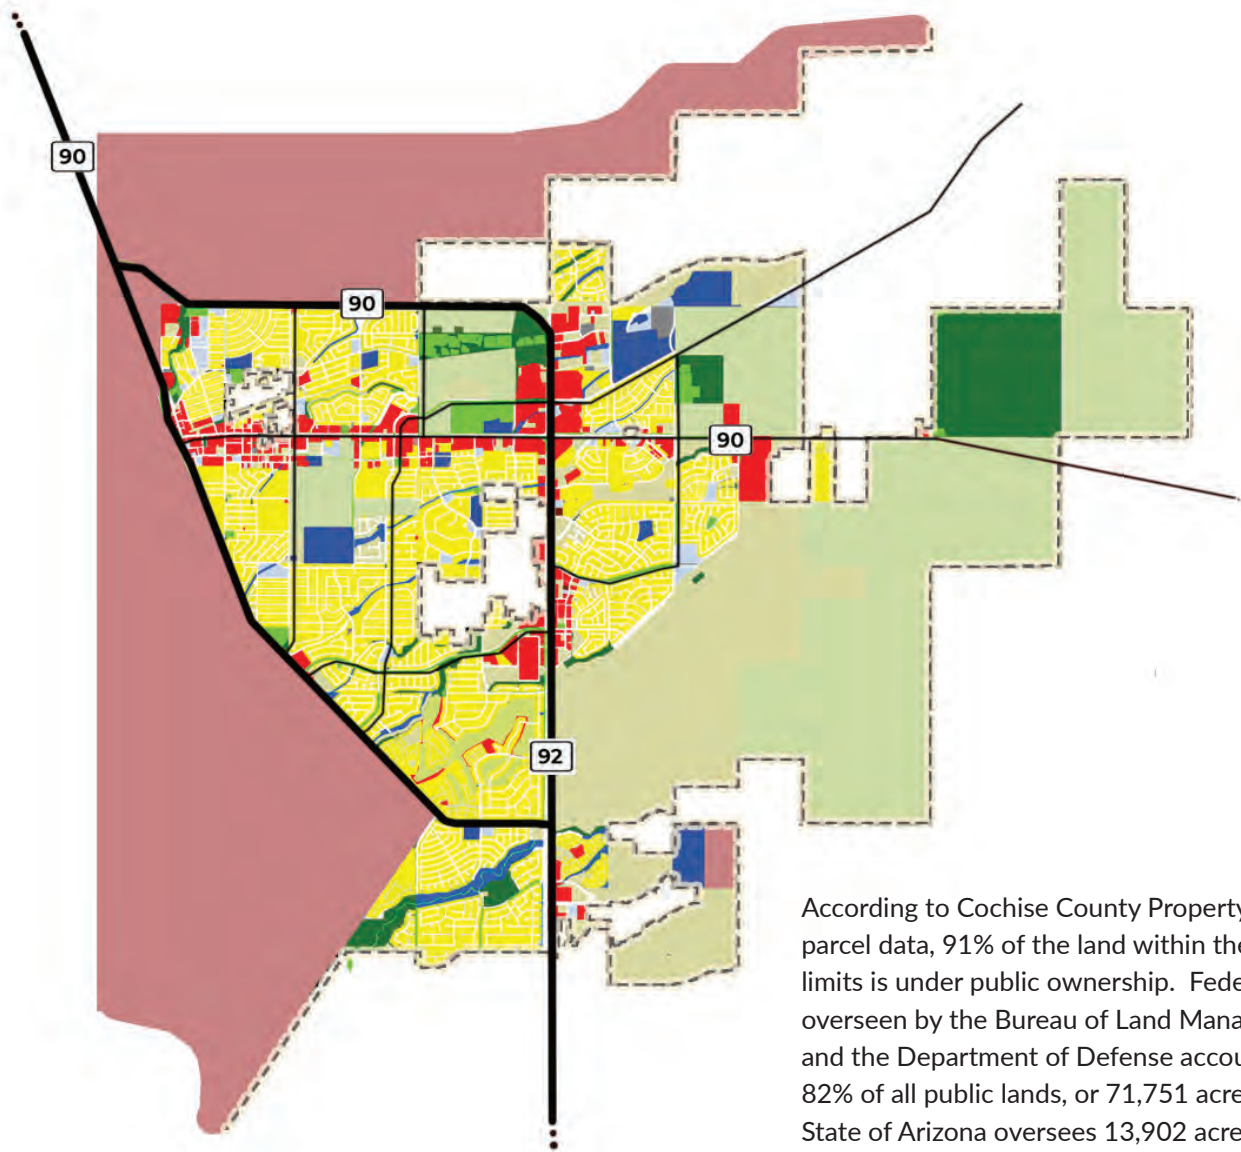 90
90
90
92
According to Cochise County Property
parcel data, 91% of the land within the
limits is under public ownership.  Fede
overseen by the Bureau of Land Mana
and the Department of Defense accou
82% of all public lands, or 71,751 acre
State of Arizona oversees 13,902 acre